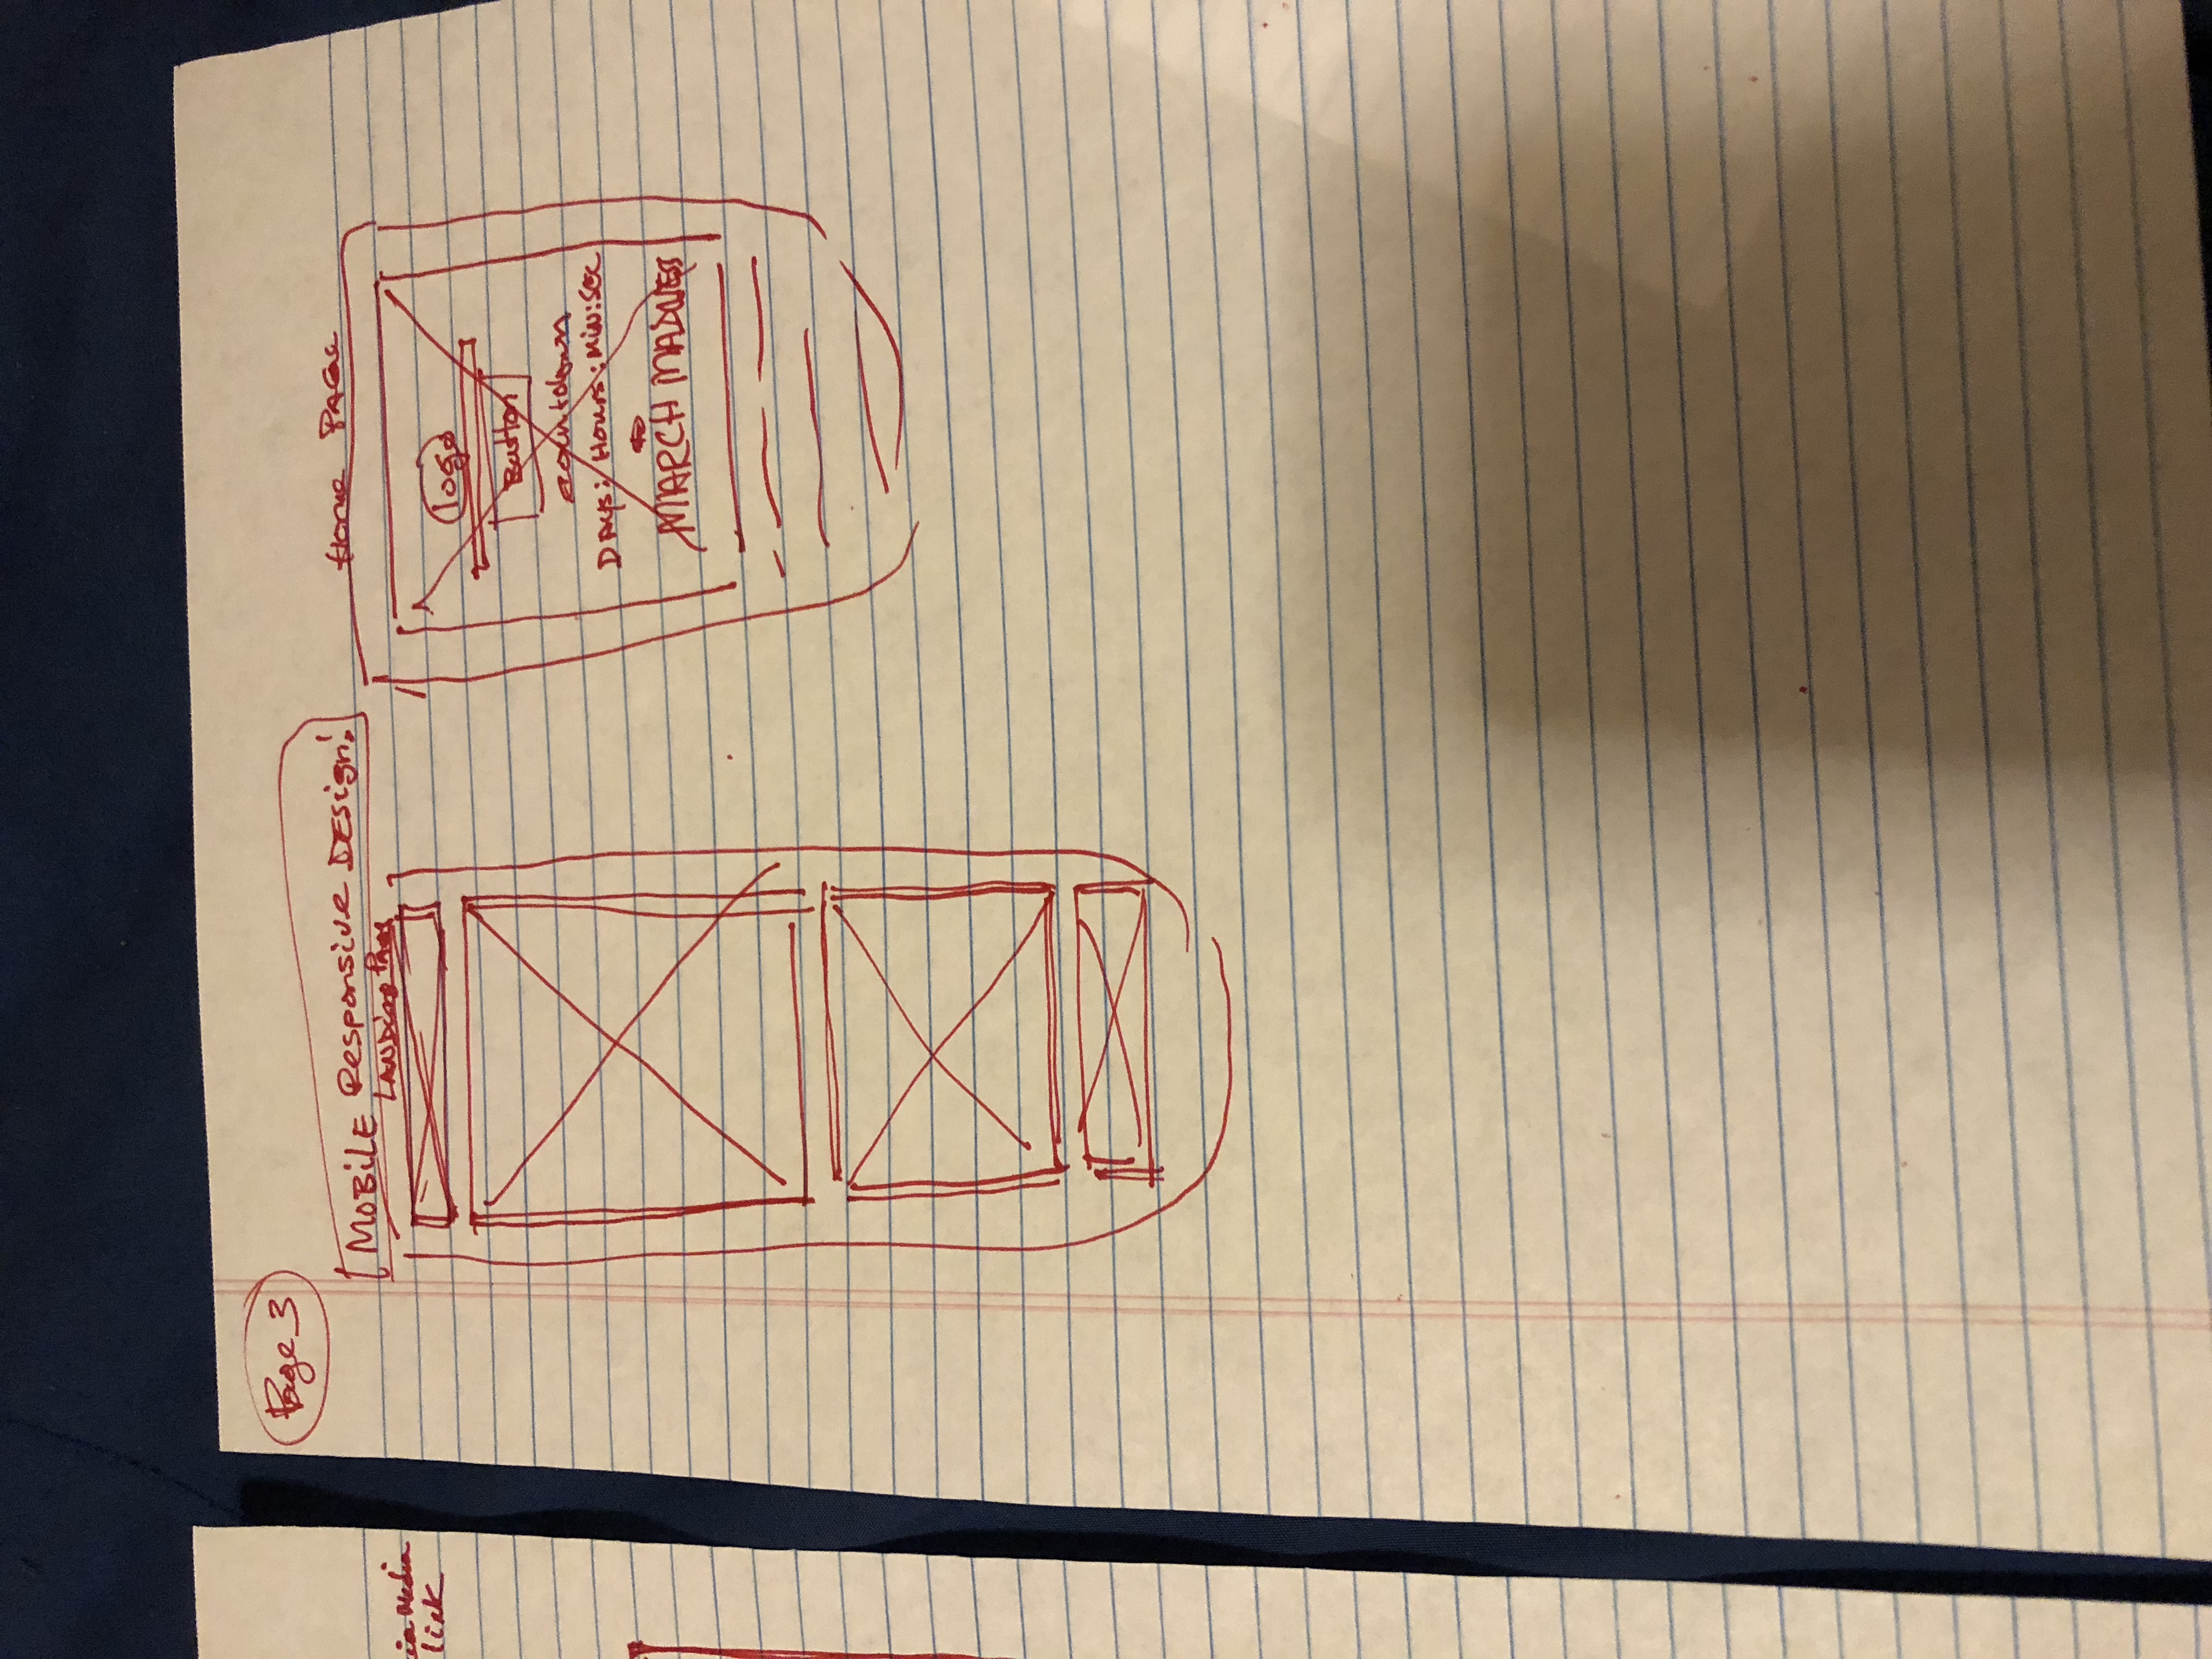 Page 3
MOBILE Responsive DESign!
LANDing PAGE
Home PAGE
logo
Button
countdown
DAYS: Hours: MIN:SEC
MARCH MADNESS
Media
link